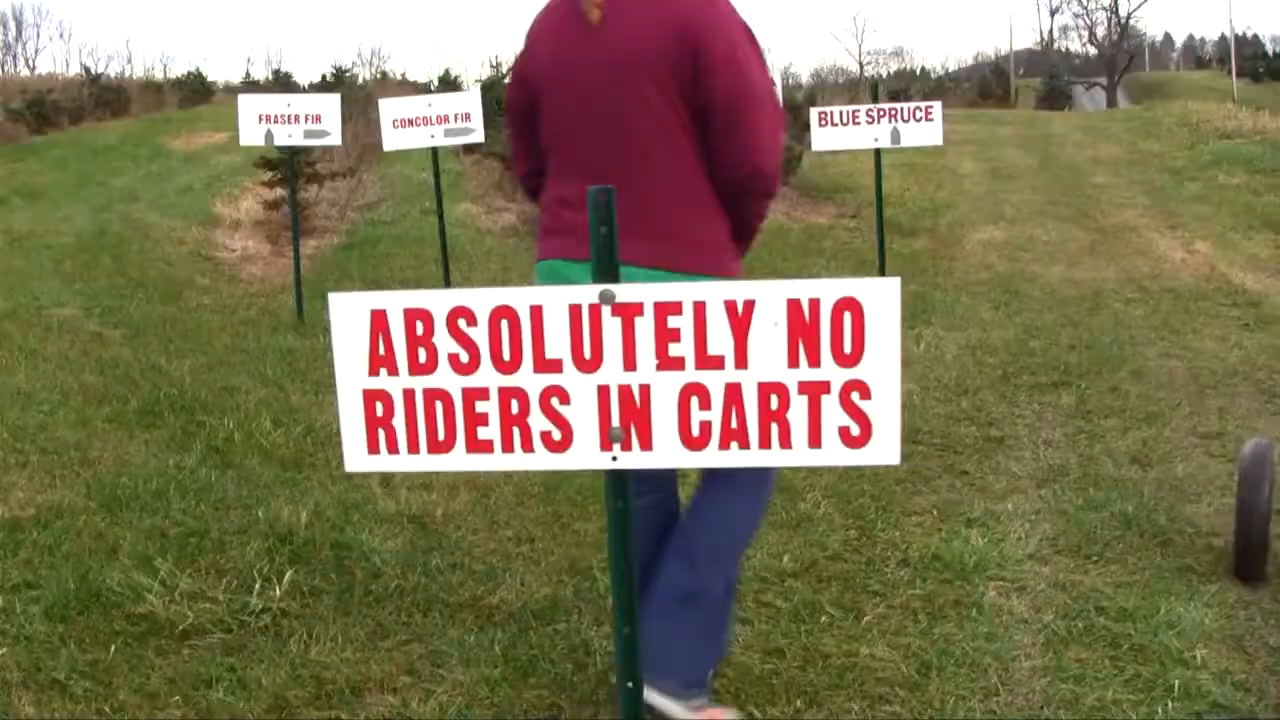 FRASER FIR
CONCOLOR FIR
BLUE SPRUCE
ABSOLUTELY NO
RIDERS IN CARTS